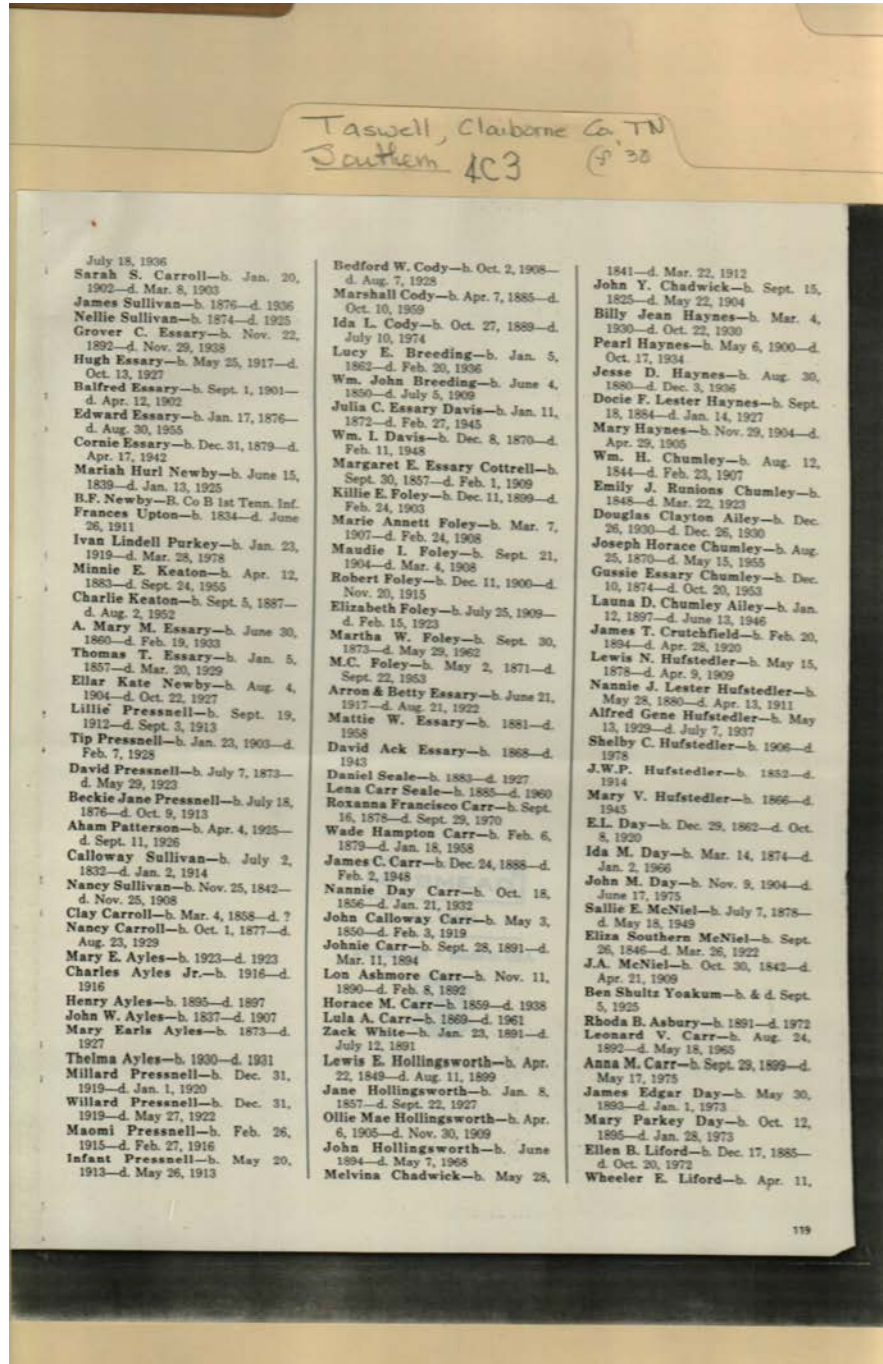 Taswell, Claiborne Co. TN
Southern 4C3
July 18, 1936
Sarah S. Carroll—b. Jan. 20,
1902—d. Mar. 8, 1903
James Sullivan—b. 1876—d. 1936
Nellie Sullivan—b. 1874—d. 1925
Grover C. Essary—b. Nov. 22,
1892—d. Nov. 29, 1938
Hugh Essary—b. May 25, 1917—d.
Oct. 13, 1927
Balfred Essary—b. Sept. 1, 1901—
d. Apr. 12, 1902
Edward Essary—b. Jan. 17, 1876—
d. Aug. 30, 1955
Cornie Essary—b. Dec. 31, 1879—d.
Apr. 17, 1942
Mariah Hurl Newby—b. June 15,
1839—d. Jan. 13, 1925
B.F. Newby—B. Co B 1st Tenn. Inf.
Frances Upton—b. 1834—d. June
26, 1911
Ivan Lindell Purkey—b. Jan. 23,
1919—d. Mar. 28, 1978
Minnie E. Keaton—b. Apr. 12,
1883—d. Sept. 24, 1955
Charlie Keaton—b. Sept. 5, 1887—
d. Aug. 2, 1952
A. Mary M. Essary—b. June 30,
1860—d. Feb. 19, 1933
Thomas T. Essary—b. Jan. 5,
1857—d. Mar. 20, 1929
Ellar Kate Newby—b. Aug. 4,
1904—d. Oct. 22, 1927
Lillie Pressnell—b. Sept. 19,
1912—d. Sept. 3, 1913
Tip Pressnell—b. Jan. 23, 1903—d.
Feb. 7, 1928
David Pressnell—b. July 7, 1873—
d. May 29, 1923
Beckie Jane Pressnell—b. July 18,
1876—d. Oct. 9, 1913
Aham Patterson—b. Apr. 4, 1925—
d. Sept. 11, 1926
Calloway Sullivan—b. July 2,
1832—d. Jan. 2, 1914
Nancy Sullivan—b. Nov. 25, 1842—
d. Nov. 25, 1908
Clay Carroll—b. Mar. 4, 1858—d. ?
Nancy Carroll—b. Oct. 1, 1877—d.
Aug. 23, 1929
Mary E. Ayles—b. 1923—d. 1923
Charles Ayles Jr.—b. 1916—d.
1916
Henry Ayles—b. 1895—d. 1897
John W. Ayles—b. 1837—d. 1907
Mary Earls Ayles—b. 1873—d.
1927
Thelma Ayles—b. 1930—d. 1931
Millard Pressnell—b. Dec. 31,
1919—d. Jan. 1, 1920
Willard Pressnell—b. Dec. 31,
1919—d. May 27, 1922
Maomi Pressnell—b. Feb. 26,
1915—d. Feb. 27, 1916
Infant Pressnell—b. May 20,
1913—d. May 26, 1913
Bedford W. Cody—b. Oct. 2, 1908—
d. Aug. 7, 1928
Marshall Cody—b. Apr. 7, 1885—d.
Oct. 10, 1959
Ida L. Cody—b. Oct. 27, 1889—d.
July 10, 1974
Lucy E. Breeding—b. Jan. 5,
1862—d. Feb. 20, 1936
Wm. John Breeding—b. June 4,
1850—d. July 5, 1909
Julia C. Essary Davis—b. Jan. 11,
1872—d. Feb. 27, 1945
Wm. I. Davis—b. Dec. 8, 1870—d.
Feb. 11, 1948
Margaret E. Essary Cottrell—b.
Sept. 30, 1857—d. Feb. 1, 1909
Killie E. Foley—b. Dec. 11, 1899—d.
Feb. 24, 1903
Marie Annett Foley—b. Mar. 7,
1907—d. Feb. 24, 1908
Maudie I. Foley—b. Sept. 21,
1904—d. Mar. 4, 1908
Robert Foley—b. Dec. 11, 1900—d.
Nov. 20, 1915
Elizabeth Foley—b. July 25, 1909—
d. Feb. 15, 1923
Martha W. Foley—b. Sept. 30,
1873—d. May 29, 1962
M.C. Foley—b. May 2, 1871—d.
Sept. 22, 1953
Arron & Betty Essary—b. June 21,
1917—d. Aug. 21, 1922
Mattie W. Essary—b. 1881—d.
1958
David Ack Essary—b. 1868—d.
1943
Daniel Seale—b. 1883—d. 1927
Lena Carr Seale—b. 1885—d. 1960
Roxanna Francisco Carr—b. Sept.
16, 1878—d. Sept. 29, 1970
Wade Hampton Carr—b. Feb. 6,
1879—d. Jan. 18, 1958
James C. Carr—b. Dec. 24, 1888—d.
Feb. 2, 1948
Nannie Day Carr—b. Oct. 18,
1856—d. Jan. 21, 1932
John Calloway Carr—b. May 3,
1850—d. Feb. 3, 1919
Johnie Carr—b. Sept. 28, 1891—d.
Mar. 11, 1894
Lon Ashmore Carr—b. Nov. 11,
1890—d. Feb. 8, 1892
Horace M. Carr—b. 1859—d. 1938
Lula A. Carr—b. 1869—d. 1961
Zack White—b. Jan. 23, 1891—d.
July 12, 1891
Lewis E. Hollingsworth—b. Apr.
22, 1849—d. Aug. 11, 1899
Jane Hollingsworth—b. Jan. 8,
1857—d. Sept. 22, 1927
Ollie Mae Hollingsworth—b. Apr.
6, 1905—d. Nov. 30, 1909
John Hollingsworth—b. June
1894—d. May 7, 1968
Melvina Chadwick—b. May 28,
1841—d. Mar. 22, 1912
John Y. Chadwick—b. Sept. 15,
1825—d. May 22, 1904
Billy Jean Haynes—b. Mar. 4,
1930—d. Oct. 22, 1930
Pearl Haynes—b. May 6, 1900—d.
Oct. 17, 1934
Jesse D. Haynes—b. Aug. 30,
1880—d. Dec. 3, 1936
Docie F. Lester Haynes—b. Sept.
18, 1884—d. Jan. 14, 1927
Mary Haynes—b. Nov. 29, 1904—d.
Apr. 29, 1905
Wm. H. Chumley—b. Aug. 12,
1844—d. Feb. 23, 1907
Emily J. Runions Chumley—b.
1848—d. Mar. 22, 1923
Douglas Clayton Ailey—b. Dec.
26, 1930—d. Dec. 26, 1930
Joseph Horace Chumley—b. Aug.
25, 1870—d. May 15, 1955
Gussie Essary Chumley—b. Dec.
10, 1874—d. Oct. 20, 1953
Launa D. Chumley Ailey—b. Jan.
12, 1897—d. June 13, 1946
James T. Crutchfield—b. Feb. 20,
1894—d. Apr. 28, 1920
Lewis N. Hufstedler—b. May 15,
1878—d. Apr. 9, 1909
Nannie J. Lester Hufstedler—b.
May 28, 1880—d. Apr. 13, 1911
Alfred Gene Hufstedler—b. May
13, 1929—d. July 7, 1937
Shelby C. Hufstedler—b. 1906—d.
1978
J.W.P. Hufstedler—b. 1852—d.
1914
Mary V. Hufstedler—b. 1866—d.
1945
E.L. Day—b. Dec. 29, 1862—d. Oct.
8, 1920
Ida M. Day—b. Mar. 14, 1874—d.
Jan. 2, 1966
John M. Day—b. Nov. 9, 1904—d.
June 17, 1975
Sallie E. McNiel—b. July 7, 1878—
d. May 18, 1949
Eliza Southern McNiel—b. Sept.
26, 1846—d. Mar. 26, 1922
J.A. McNiel—b. Oct. 30, 1842—d.
Apr. 21, 1909
Ben Shultz Yoakum—b. & d. Sept.
5, 1925
Rhoda B. Asbury—b. 1891—d. 1972
Leonard V. Carr—b. Aug. 24,
1892—d. May 18, 1965
Anna M. Carr—b. Sept. 29, 1899—d.
May 17, 1975
James Edgar Day—b. May 30,
1893—d. Jan. 1, 1973
Mary Parkey Day—b. Oct. 12,
1895—d. Jan. 28, 1973
Ellen B. Liford—b. Dec. 17, 1885—
d. Oct. 20, 1972
Wheeler E. Liford—b. Apr. 11,
119